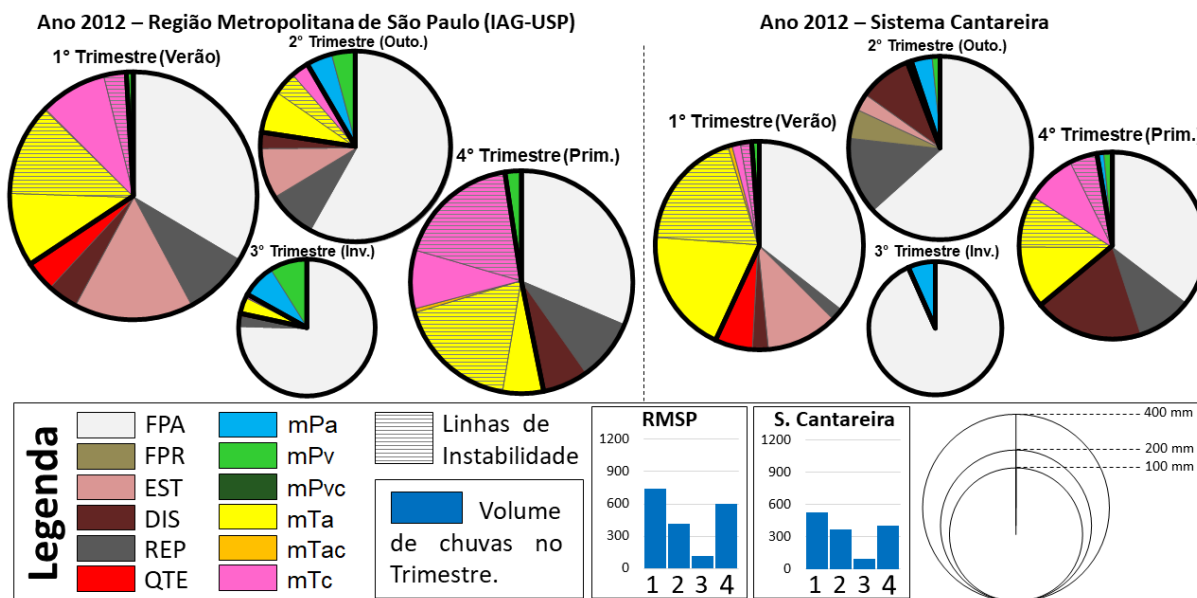 Ano 2012 – Região Metropolitana de São Paulo (IAG-USP)
1° Trimestre (Verão)
2° Trimestre (Outo.)
3° Trimestre (Inv.)
4° Trimestre (Prim.)
Ano 2012 – Sistema Cantareira
1° Trimestre (Verão)
2° Trimestre (Outo.)
3° Trimestre (Inv.)
4° Trimestre (Prim.)
Legenda
FPA
FPR
EST
DIS
REP
QTE
mPa
mPv
mPvc
mTa
mTac
mTc
Linhas de
Instabilidade
Volume
de chuvas no
Trimestre.
RMSP
1200
900
600
300
0
1 2 3 4
S. Cantareira
1200
900
600
300
0
1 2 3 4
400 mm
200 mm
100 mm